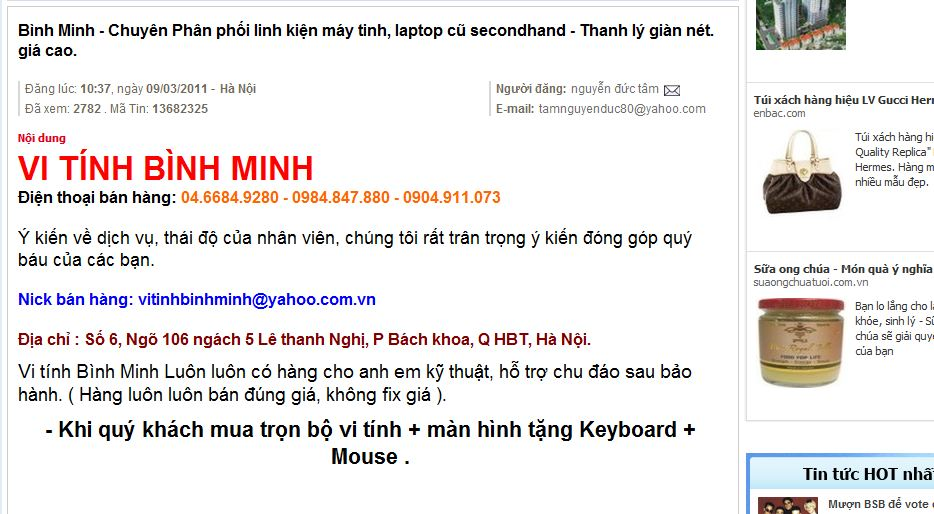 Bình Minh - Chuyên Phân phối linh kiện máy tính, laptop cũ secondhand - Thanh lý giàn nét.
giá cao.
Đăng lúc: 10:37, ngày 09/03/2011 - Hà Nội
Đã xem: 2782 . Mã Tin: 13682325
Người đăng: nguyễn đức tâm
E-mail: tamnguyenduc80@yahoo.com
Nội dung
VI TÍNH BÌNH MINH
Điện thoại bán hàng: 04.6684.9280 - 0984.847.880 - 0904.911.073
Ý kiến về dịch vụ, thái độ của nhân viên, chúng tôi rất trân trọng ý kiến đóng góp quý
báu của các bạn.
Nick bán hàng: vitinhbinhminh@yahoo.com.vn
Địa chỉ : Số 6, Ngõ 106 ngách 5 Lê thanh Nghị, P Bách khoa, Q HBT, Hà Nội.
Vi tính Bình Minh Luôn luôn có hàng cho anh em kỹ thuật, hỗ trợ chu đáo sau bảo
hành. ( Hàng luôn luôn bán đúng giá, không fix giá ).
- Khi quý khách mua trọn bộ vi tính + màn hình tặng Keyboard +
Mouse .
Túi xách hàng hiệu LV Gucci Herm
enbac.com
Túi xách hàng hi
Quality Replica"
Hermes. Hàng m
nhiều mẫu đẹp.
Sữa ong chúa - Món quà ý nghĩa
suaongchuatuoi.com.vn
Bạn lo lắng cho
khỏe, sinh lý - Sữ
chúa sẽ giải quy
của bạn
FOOD FOR LIFE
Tin tức HOT nhấ
Mượn BSB để vote